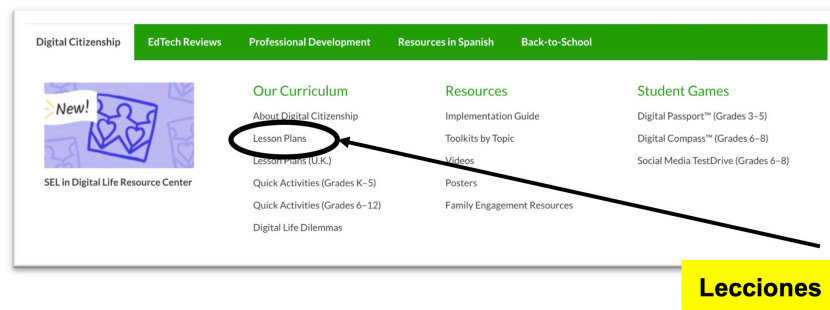 Digital Citizenship
EdTech Reviews
Professional Development
Resources in Spanish
Back-to-School
New!
SEL in Digital Life Resource Center
Our Curriculum
About Digital Citizenship
Lesson Plans
Lesson Plans (U.K.)
Quick Activities (Grades K–5)
Quick Activities (Grades 6–12)
Digital Life Dilemmas
Resources
Implementation Guide
Toolkits by Topic
Videos
Posters
Family Engagement Resources
Student Games
Digital Passport™ (Grades 3–5)
Digital Compass™ (Grades 6–8)
Social Media TestDrive (Grades 6–8)
Lecciones